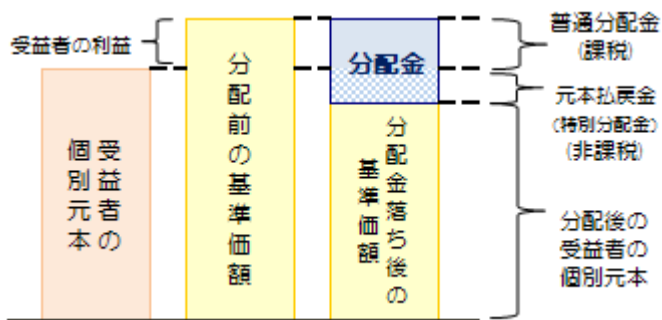 受益者の利益
受益者の
個別元本
分配前の基準価額
分配金
分配金落ち後の
基準価額
普通分配金
(課税)
元本払戻金
(特別分配金)
(非課税)
分配後の
受益者の
個別元本